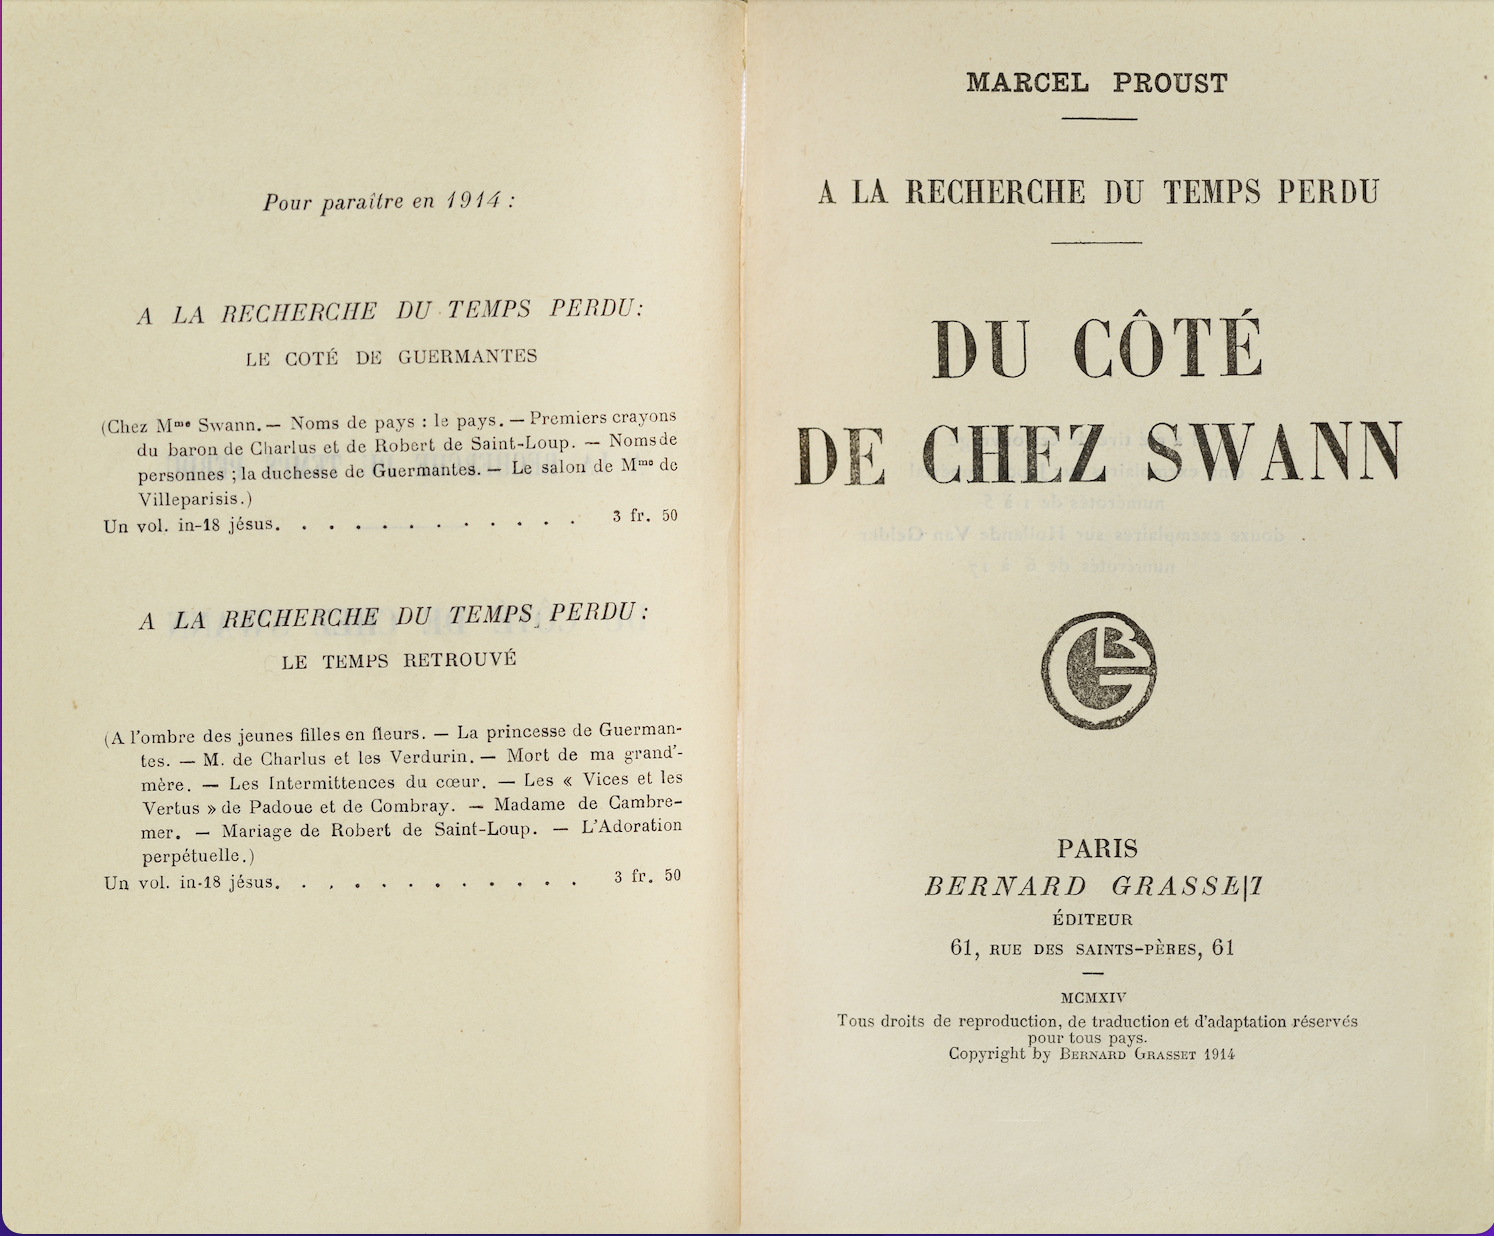 Pour paraître en 1914 :
A LA RECHERCHE DU TEMPS PERDU:
LE COTÉ DE GUERMANTES
(Chez Mme Swann. — Noms de pays : le pays. — Premiers crayons
du baron de Charlus et de Robert de Saint-Loup. — Noms de
personnes ; la duchesse de Guermantes. — Le salon de Mme de
Villeparisis.)
Un vol. in-18 jésus. . . . . . . . . . . . 3 fr. 50
A LA RECHERCHE DU TEMPS PERDU :
LE TEMPS RETROUVÉ
(A l'ombre des jeunes filles en fleurs. — La princesse de Guerman-
tes. — M. de Charlus et les Verdurin. — Mort de ma grand'-
mère. — Les Intermittences du cœur. — Les « Vices et les
Vertus » de Padoue et de Combray. — Madame de Cambre-
mer. — Mariage de Robert de Saint-Loup. — L'Adoration
perpétuelle.)
Un vol. in-18 jésus. . . . . . . . . . . . 3 fr. 50
MARCEL PROUST
A LA RECHERCHE DU TEMPS PERDU
DU CÔTÉ
DE CHEZ SWANN
BG
PARIS
BERNARD GRASSE|T
ÉDITEUR
61, RUE DES SAINTS-PÈRES, 61
MCMXIV
Tous droits de reproduction, de traduction et d'adaptation réservés
pour tous pays.
Copyright by BERNARD GRASSET 1914